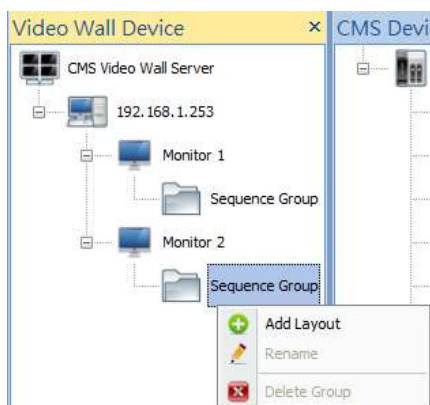 Video Wall Device × CMS Devi
CMS Video Wall Server
192.168.1.253
Monitor 1
Sequence Group
Monitor 2
Sequence Group
Add Layout
Rename
Delete Group